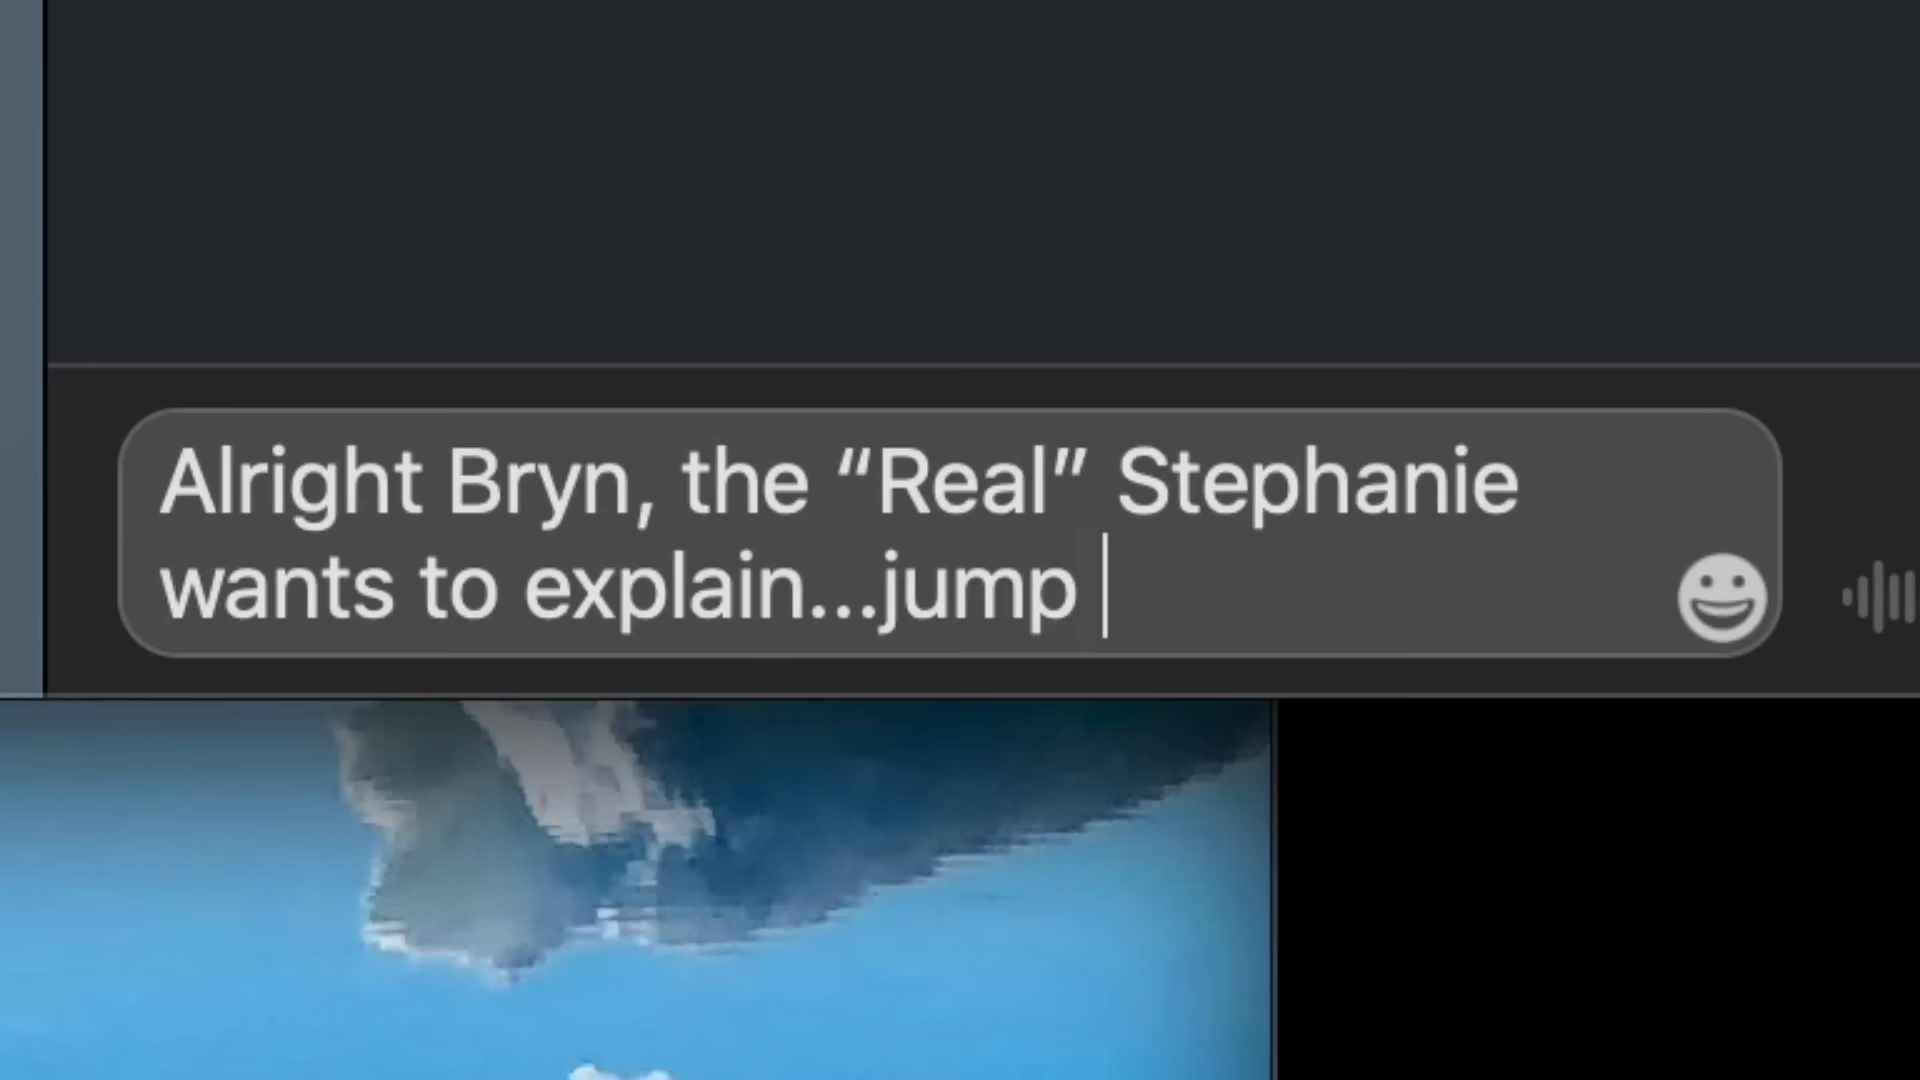 Alright Bryn, the “Real” Stephanie
wants to explain...jump